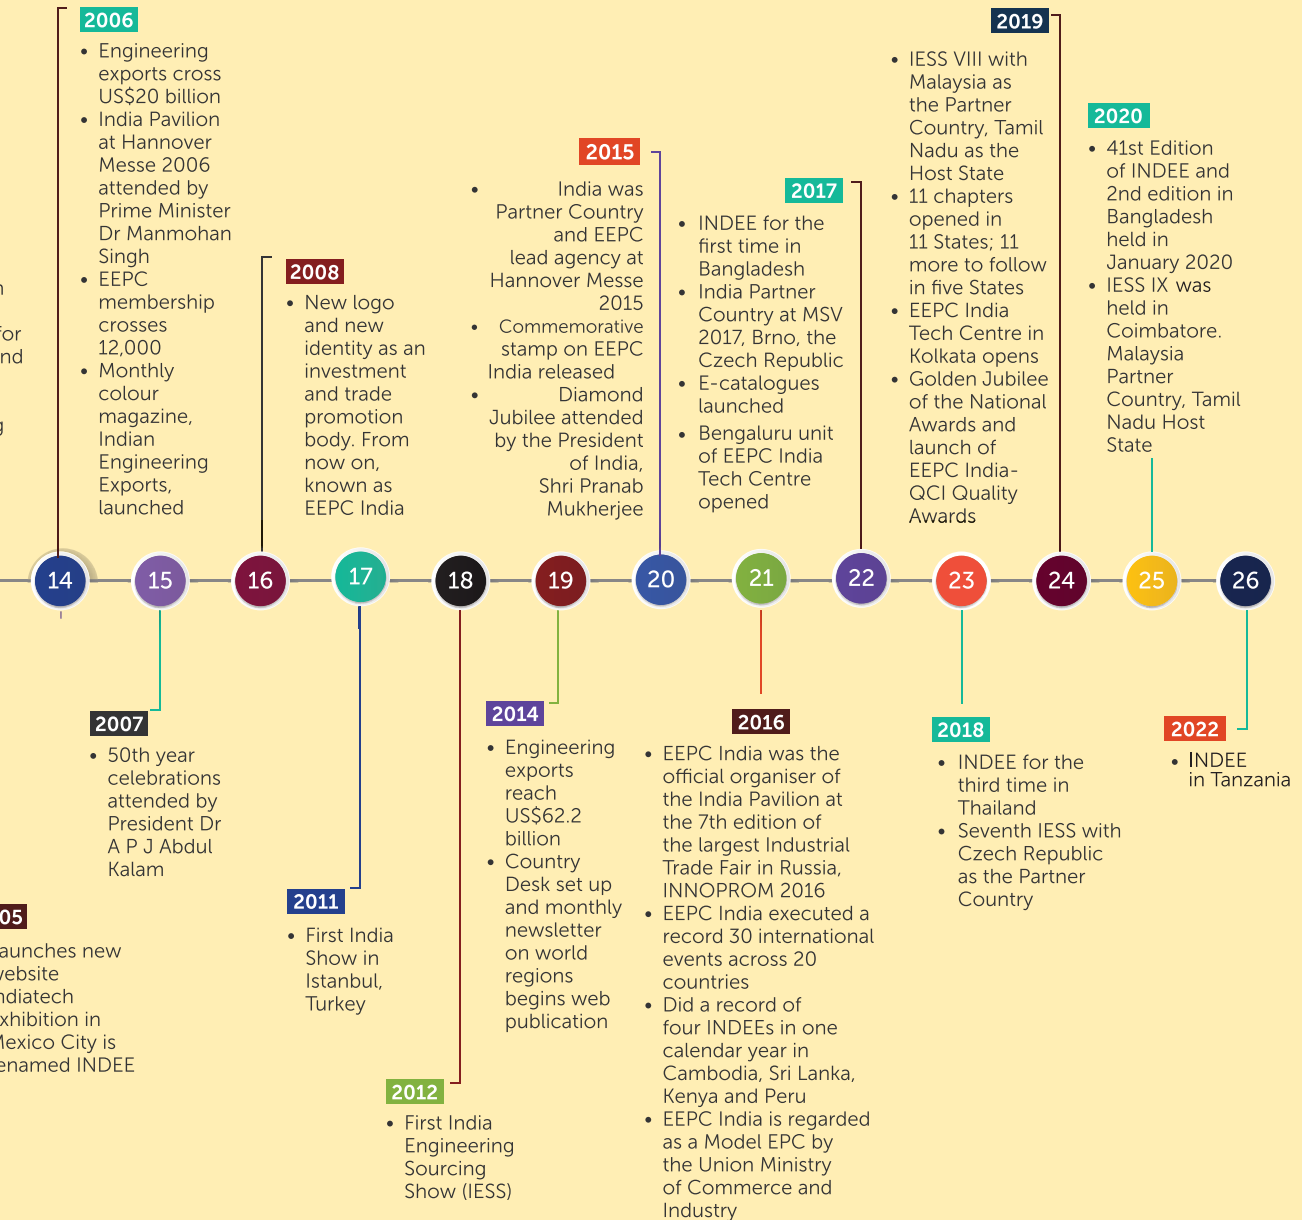 2006
• Engineering
exports cross
US$20 billion
• India Pavilion
at Hannover
Messe 2006
attended by
Prime Minister
Dr Manmohan
Singh
• EEPC
membership
crosses
12,000
• Monthly
colour
magazine,
Indian
Engineering
Exports,
launched
2008
• New logo
and new
identity as an
investment
and trade
promotion
body. From
now on,
known as
EEPC India
2015
• India was
Partner Country
and EEPC
lead agency at
Hannover Messe
2015
• Commemorative
stamp on EEPC
India released
• Diamond
Jubilee attended
by the President
of India,
Shri Pranab
Mukherjee
2017
• INDEE for the
first time in
Bangladesh
• India Partner
Country at MSV
2017, Brno, the
Czech Republic
• E-catalogues
launched
• Bengaluru unit
of EEPC India
Tech Centre
opened
2019
• IESS VIII with
Malaysia as
the Partner
Country, Tamil
Nadu as the
Host State
• 11 chapters
opened in
11 States; 11
more to follow
in five States
• EEPC India
Tech Centre in
Kolkata opens
• Golden Jubilee
of the National
Awards and
launch of
EEPC India-
QCI Quality
Awards
2020
• 41st Edition
of INDEE and
2nd edition in
Bangladesh
held in
January 2020
• IESS IX was
held in
Coimbatore.
Malaysia
Partner
Country, Tamil
Nadu Host
State
14 15 16 17 18 19 20 21 22 23 24 25 26
2007
• 50th year
celebrations
attended by
President Dr
A P J Abdul
Kalam
05
aunches new
ebsite
ndiatech
xhibition in
Mexico City is
enamed INDEE
2011
• First India
Show in
Istanbul,
Turkey
2012
• First India
Engineering
Sourcing
Show (IESS)
2014
• Engineering
exports
reach
US$62.2
billion
• Country
Desk set up
and monthly
newsletter
on world
regions
begins web
publication
2016
• EEPC India was the
official organiser of
the India Pavilion at
the 7th edition of
the largest Industrial
Trade Fair in Russia,
INNOPROM 2016
• EEPC India executed a
record 30 international
events across 20
countries
• Did a record of
four INDEEs in one
calendar year in
Cambodia, Sri Lanka,
Kenya and Peru
• EEPC India is regarded
as a Model EPC by
the Union Ministry
of Commerce and
Industry
2018
• INDEE for the
third time in
Thailand
• Seventh IESS with
Czech Republic
as the Partner
Country
2022
• INDEE
in Tanzania